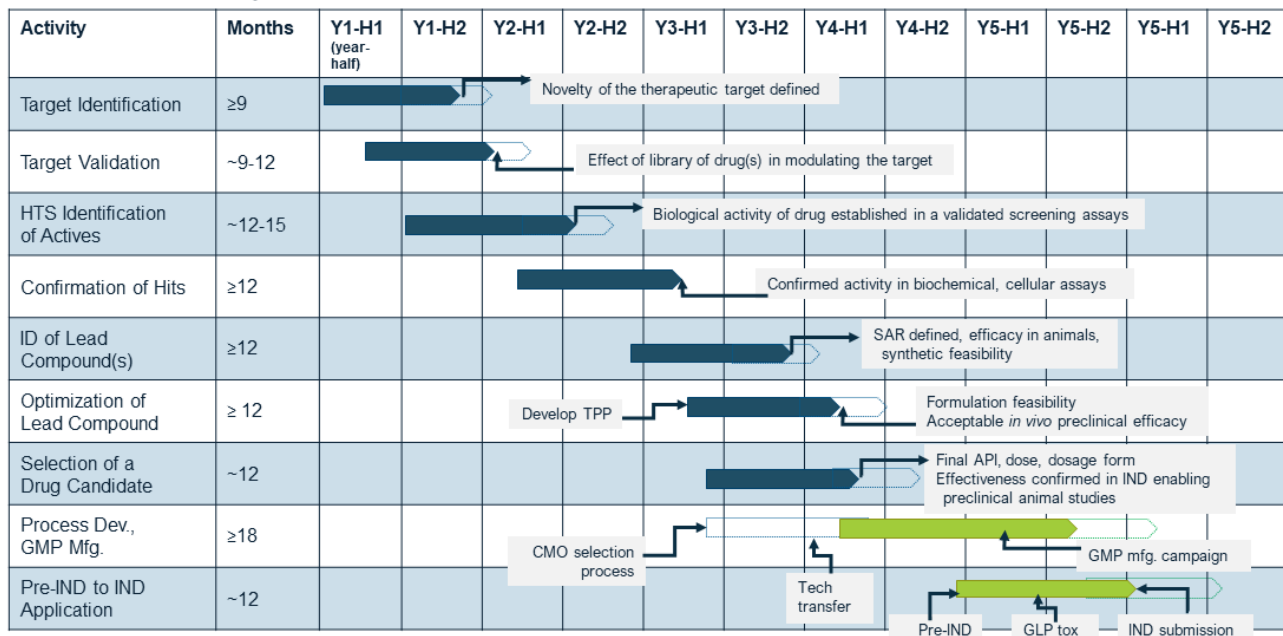 Activity Months Y1-H1 Y1-H2 Y2-H1 Y2-H2 Y3-H1 Y3-H2 Y4-H1 Y4-H2 Y5-H1 Y5-H2 Y5-H1 Y5-H2
(year-
half)
Target Identification ≥9
Novelty of the therapeutic target defined
Target Validation ~9-12
Effect of library of drug(s) in modulating the target
HTS Identification
of Actives
~12-15
Biological activity of drug established in a validated screening assays
Confirmation of Hits ≥12
Confirmed activity in biochemical, cellular assays
ID of Lead
Compound(s)
≥12
SAR defined, efficacy in animals,
synthetic feasibility
Optimization of
Lead Compound
≥ 12
Develop TPP
Formulation feasibility
Acceptable in vivo preclinical efficacy
Selection of a
Drug Candidate
~12
Final API, dose, dosage form
Effectiveness confirmed in IND enabling
preclinical animal studies
Process Dev.,
GMP Mfg.
≥18
CMO selection
process
Tech
transfer
GMP mfg. campaign
Pre-IND to IND
Application
~12
Pre-IND
GLP tox
IND submission